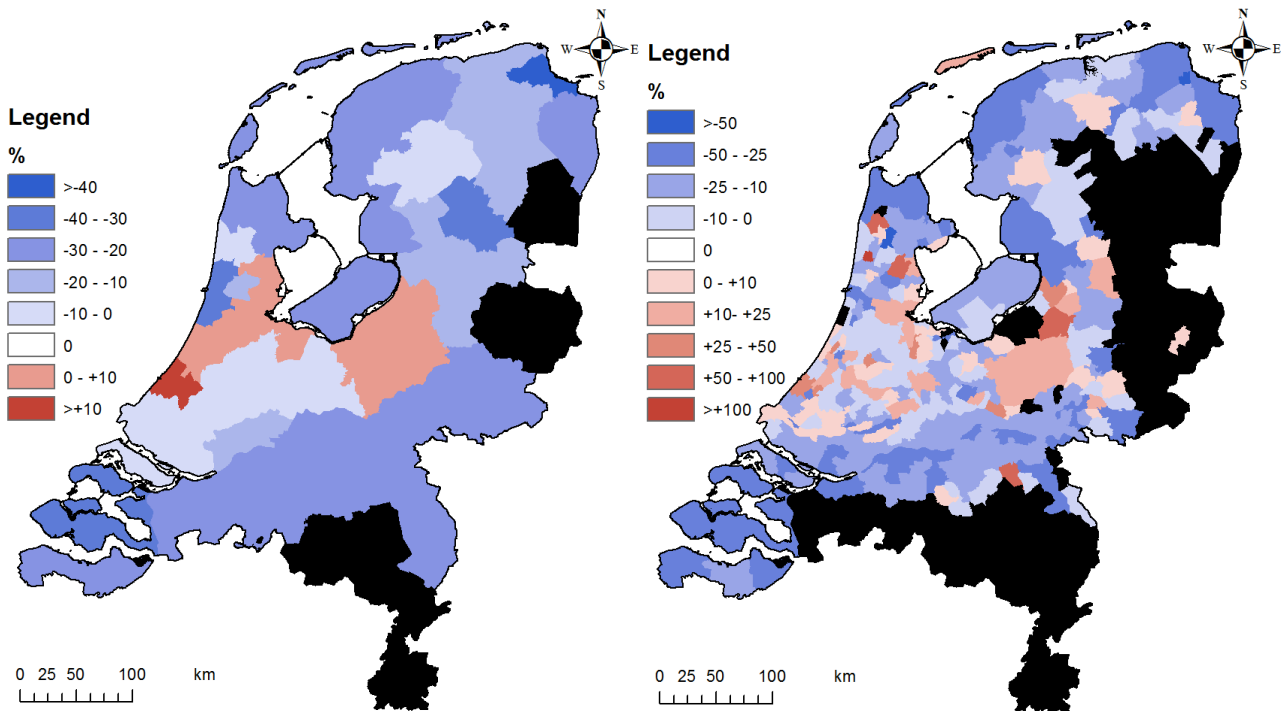 N
W E
S
Legend
%
>-40
-40 - -30
-30 - -20
-20 - -10
-10 - 0
0
0 - +10
>+10
0 25 50 100 km
N
W E
S
Legend
%
>-50
-50 - -25
-25 - -10
-10 - 0
0
0 - +10
+10- +25
+25 - +50
+50 - +100
>+100
0 25 50 100 km